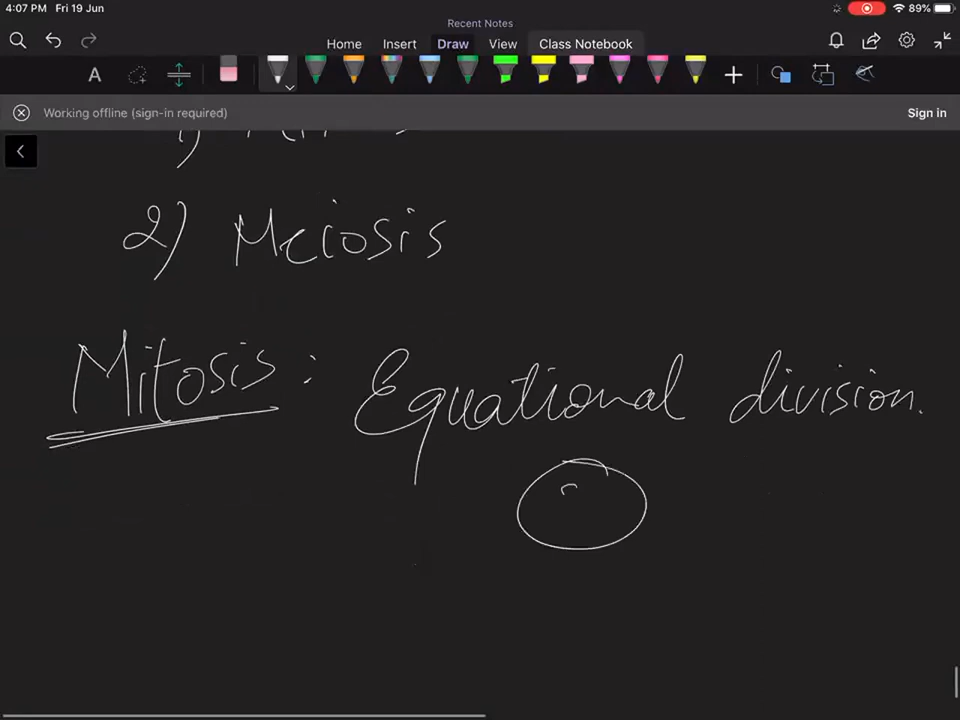 4:07 PM Fri 19 Jun
89%
Recent Notes
Home Insert Draw View Class Notebook
A
Working offline (sign-in required) Sign in
1)
2) Meiosis
Mitosis : Equational division.